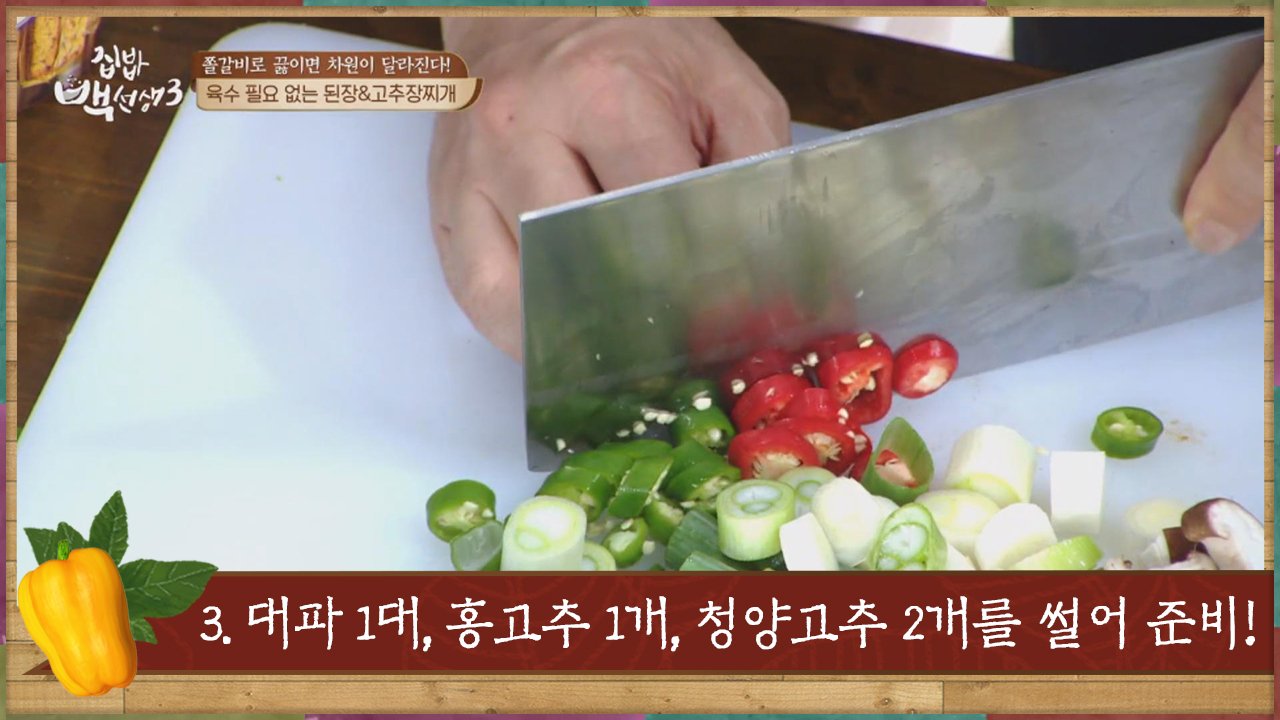 집밥
백선생3
쫄갈비로 끓이면 차원이 달라진다!
육수 필요 없는 된장&고추장찌개
3. 대파 1대, 홍고추 1개, 청양고추 2개를 썰어 준비!